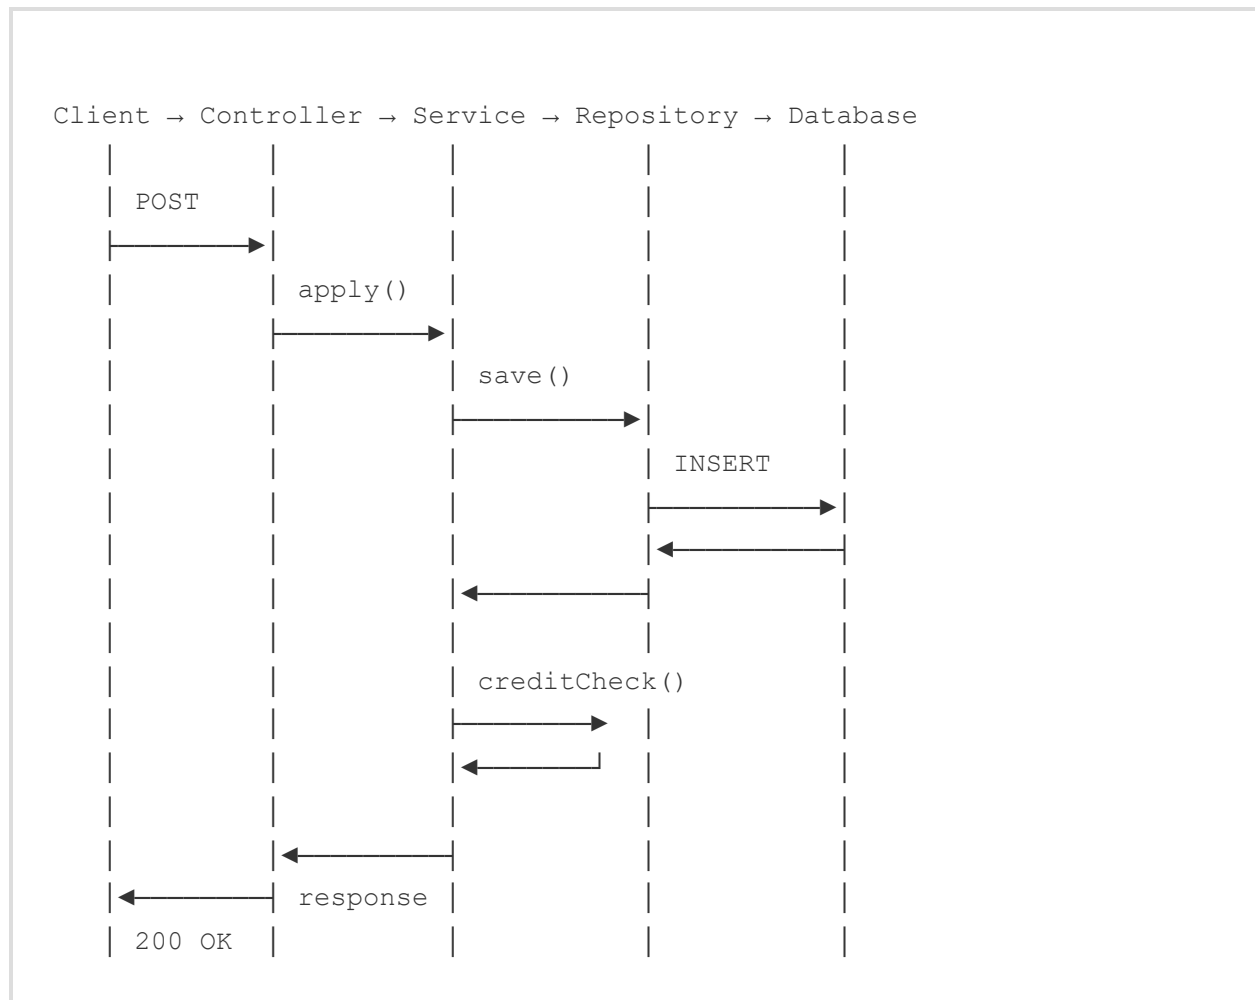 Client → Controller → Service → Repository → Database
POST
apply()
save()
INSERT
creditCheck()
response
200 OK